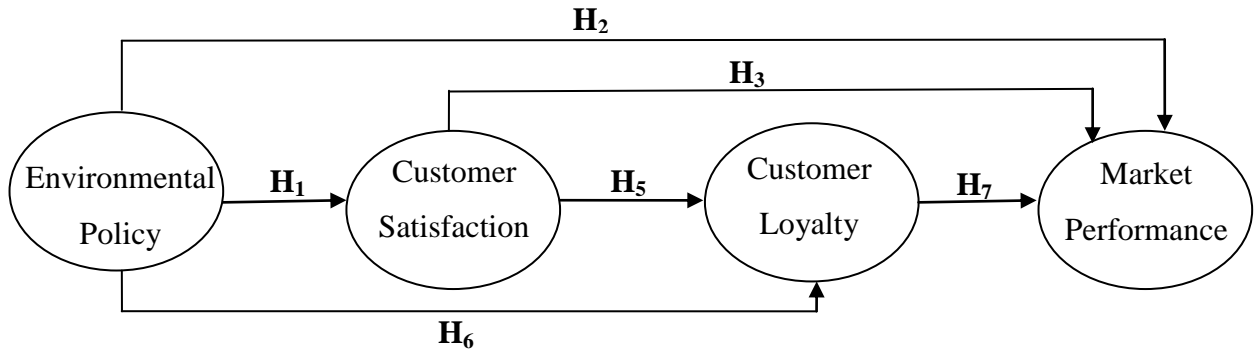 H₂
H₃
Environmental
Policy
H₁
Customer
Satisfaction
H₅
Customer
Loyalty
H₇
Market
Performance
H₆